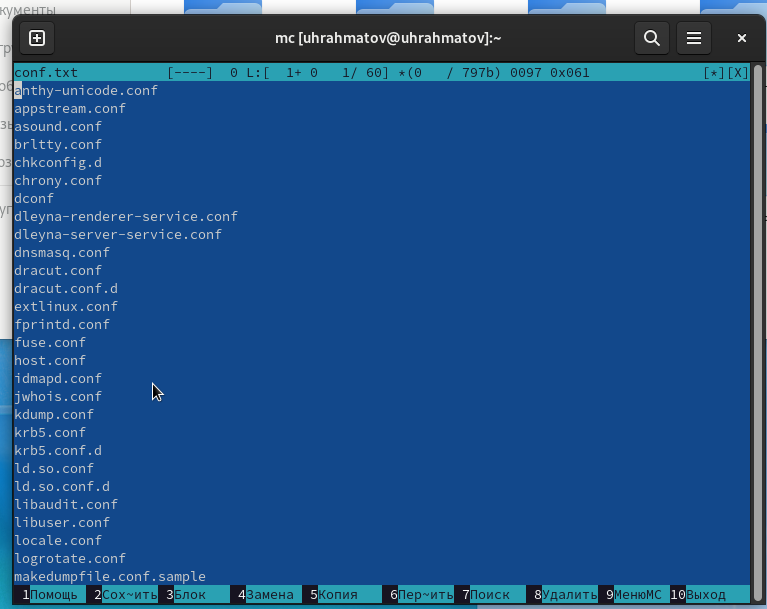 кументы
mc [uhrahmatov@uhrahmatov]:~
conf.txt [----] 0 L:[ 1+ 0 1/ 60] *(0 / 797b) 0097 0x061 [*][X]
anthy-unicode.conf
appstream.conf
asound.conf
brltty.conf
chkconfig.d
chrony.conf
dconf
dleyna-renderer-service.conf
dleyna-server-service.conf
dnsmasq.conf
dracut.conf
dracut.conf.d
extlinux.conf
fprintd.conf
fuse.conf
host.conf
idmapd.conf
jwhois.conf
kdump.conf
krb5.conf
krb5.conf.d
ld.so.conf
ld.so.conf.d
libaudit.conf
libuser.conf
locale.conf
logrotate.conf
makedumpfile.conf.sample
1Помощь 2Сох~ить 3Блок 4Замена 5Копия 6Пер~ить 7Поиск 8Удалить 9МенюМС 10Выход